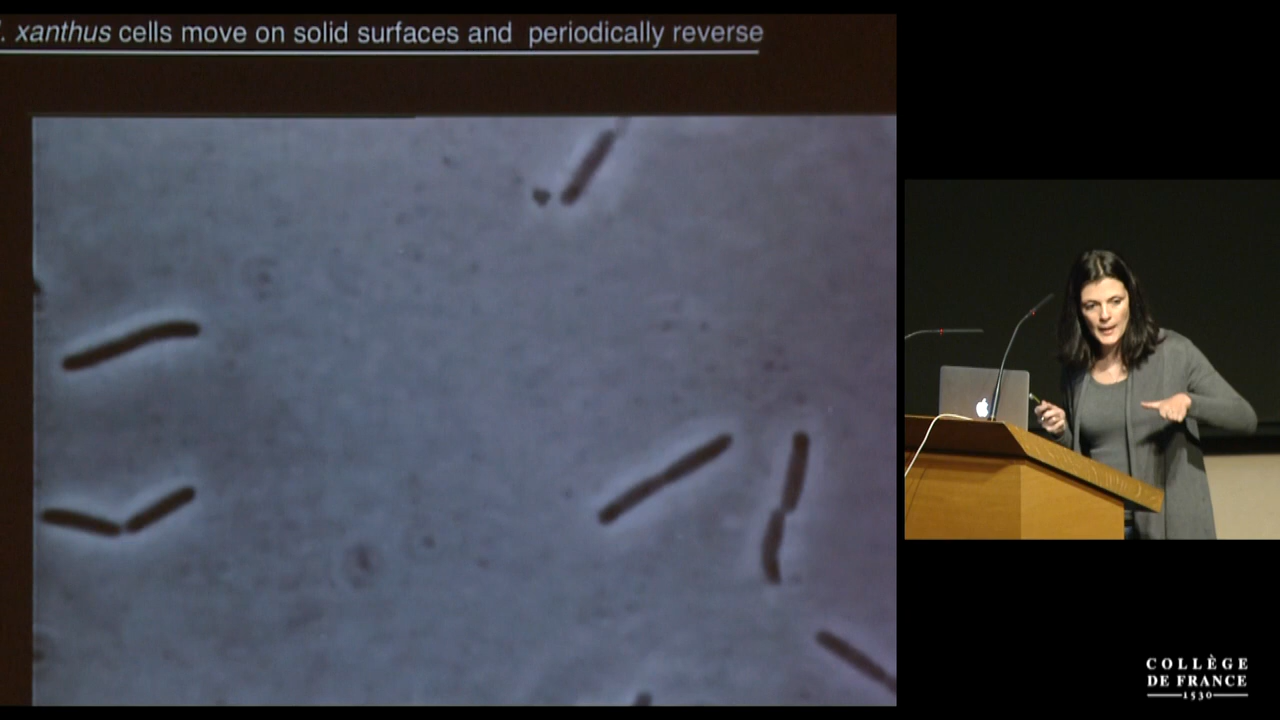 . xanthus cells move on solid surfaces and periodically reverse
COLLÈGE
DE FRANCE
1530